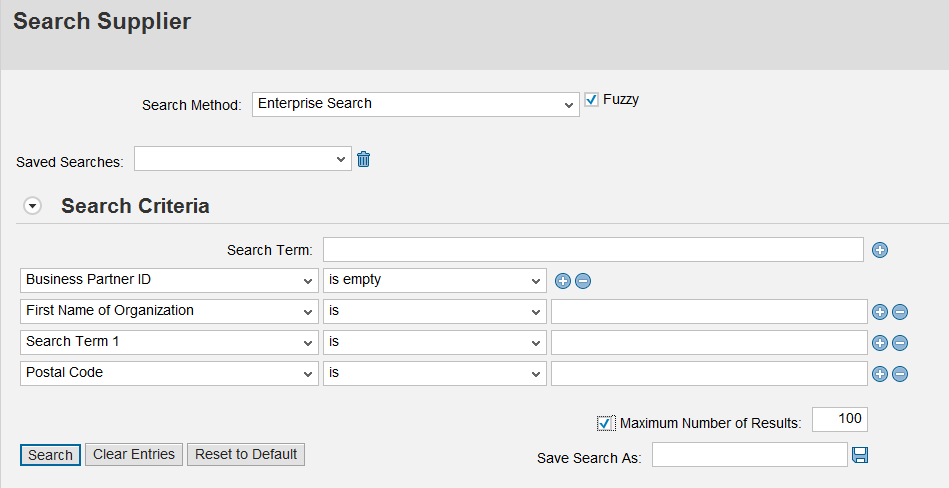 Search Supplier
Search Method: Enterprise Search Fuzzy
Saved Searches:
Search Criteria
Search Term:
Business Partner ID is empty
First Name of Organization is
Search Term 1 is
Postal Code is
Maximum Number of Results: 100
Search Clear Entries Reset to Default Save Search As: